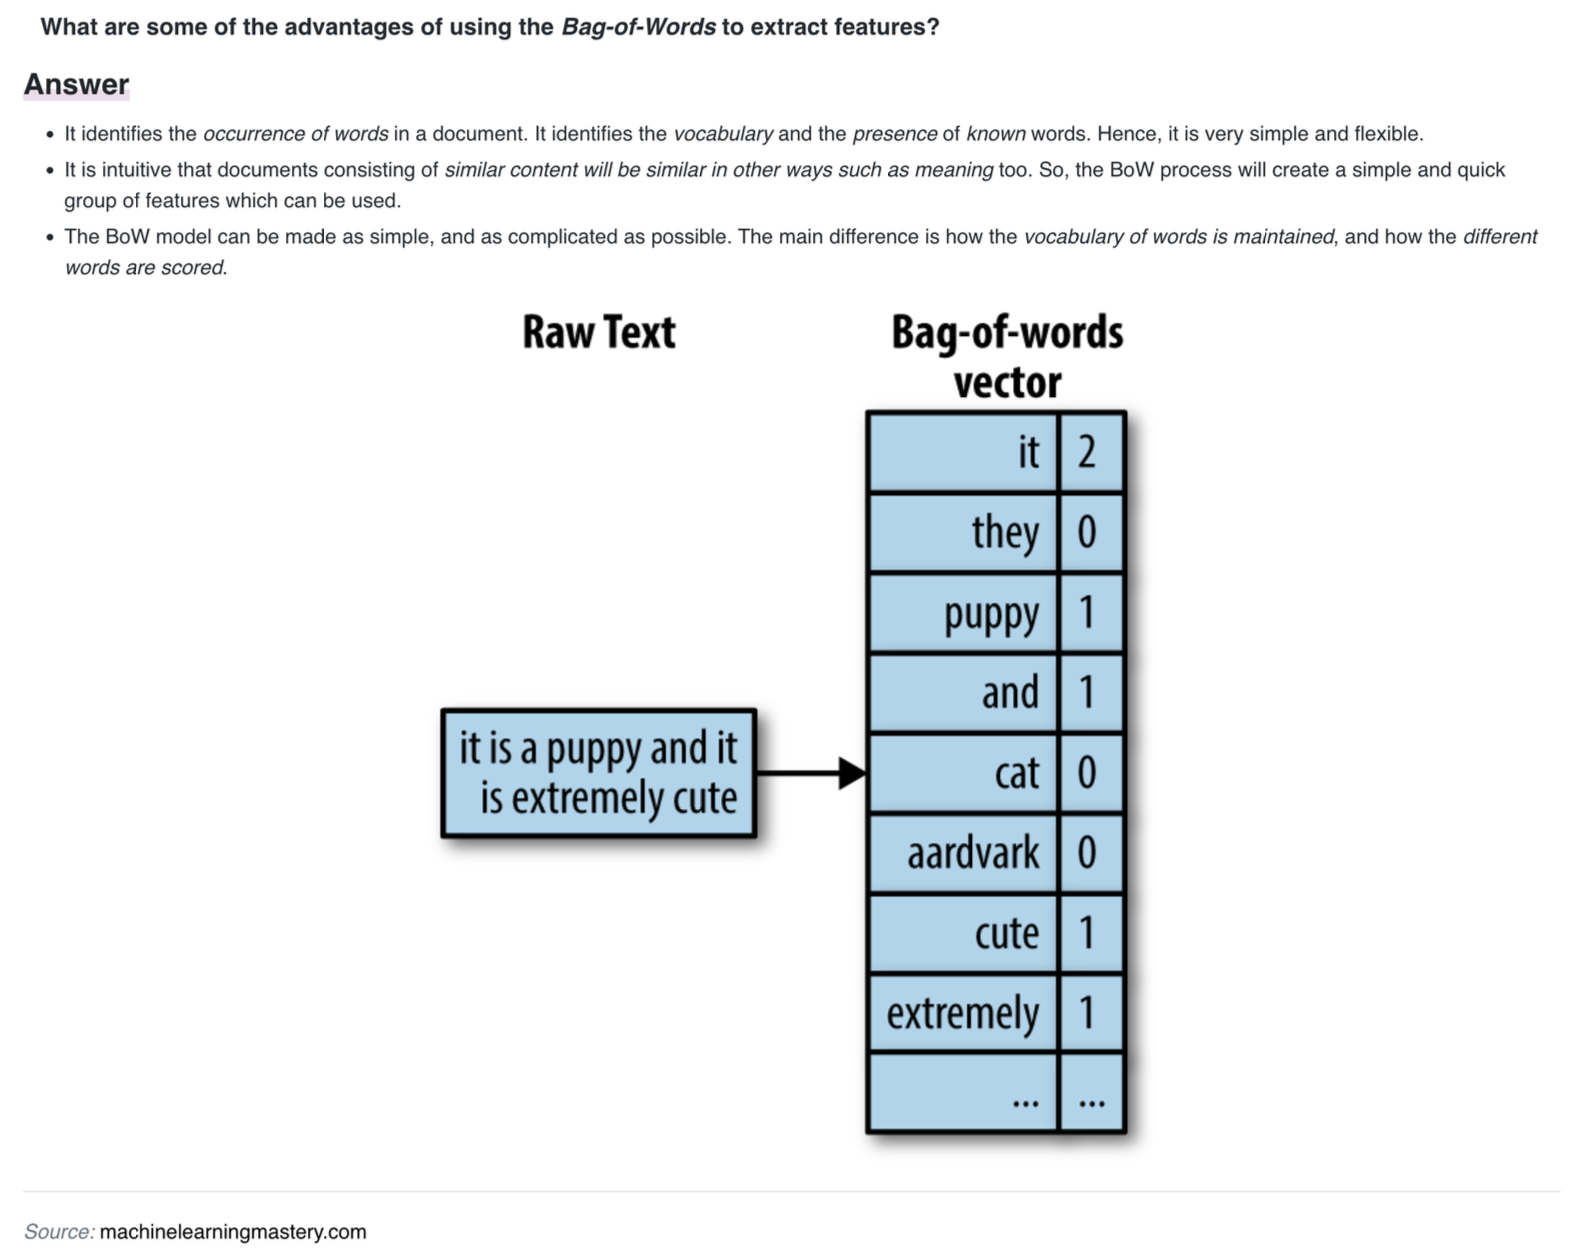 What are some of the advantages of using the Bag-of-Words to extract features?
Answer
• It identifies the occurrence of words in a document. It identifies the vocabulary and the presence of known words. Hence, it is very simple and flexible.
• It is intuitive that documents consisting of similar content will be similar in other ways such as meaning too. So, the BoW process will create a simple and quick
group of features which can be used.
• The BoW model can be made as simple, and as complicated as possible. The main difference is how the vocabulary of words is maintained, and how the different
words are scored.
Raw Text
it is a puppy and it
is extremely cute
Bag-of-words
vector
it 2
they 0
puppy 1
and 1
cat 0
aardvark 0
cute 1
extremely 1
... ...
Source: machinelearningmastery.com